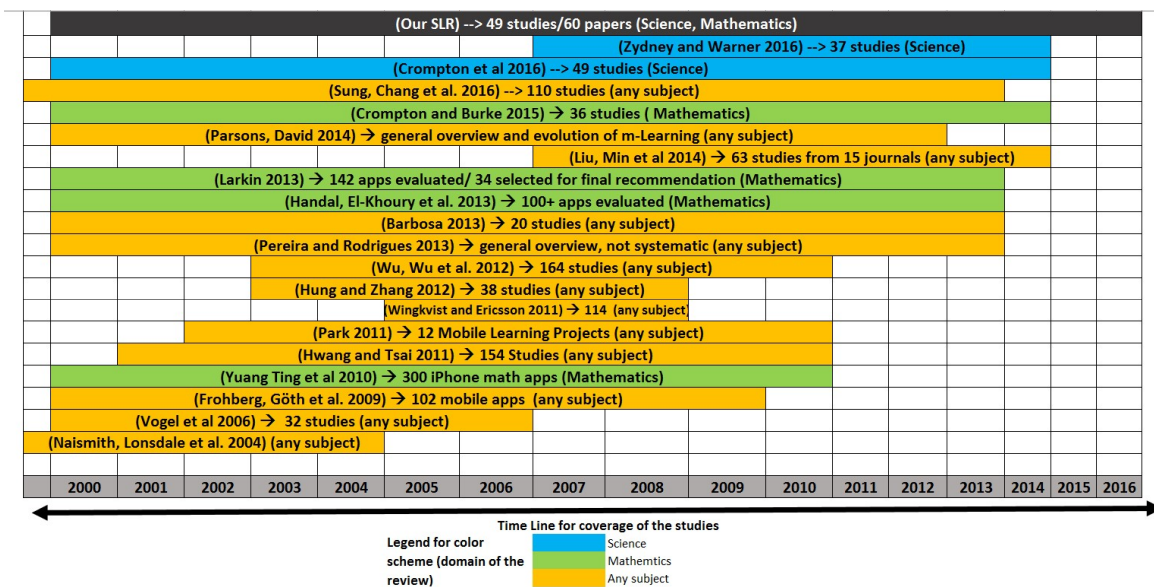 (Our SLR) --> 49 studies/60 papers (Science, Mathematics)
(Zydney and Warner 2016) --> 37 studies (Science)
(Crompton et al 2016) --> 49 studies (Science)
(Sung, Chang et al. 2016) --> 110 studies (any subject)
(Crompton and Burke 2015) → 36 studies ( Mathematics)
(Parsons, David 2014) → general overview and evolution of m-Learning (any subject)
(Liu, Min et al 2014) → 63 studies from 15 journals (any subject)
(Larkin 2013) → 142 apps evaluated/ 34 selected for final recommendation (Mathematics)
(Handal, El-Khoury et al. 2013) → 100+ apps evaluated (Mathematics)
(Barbosa 2013) → 20 studies (any subject)
(Pereira and Rodrigues 2013) → general overview, not systematic (any subject)
(Wu, Wu et al. 2012) → 164 studies (any subject)
(Hung and Zhang 2012) → 38 studies (any subject)
(Wingkvist and Ericsson 2011) → 114 (any subject)
(Park 2011) → 12 Mobile Learning Projects (any subject)
(Hwang and Tsai 2011) → 154 Studies (any subject)
(Yuang Ting et al 2010) → 300 iPhone math apps (Mathematics)
(Frohberg, Göth et al. 2009) → 102 mobile apps (any subject)
(Vogel et al 2006) → 32 studies (any subject)
(Naismith, Lonsdale et al. 2004) (any subject)
2000 2001 2002 2003 2004 2005 2006 2007 2008 2009 2010 2011 2012 2013 2014 2015 2016
Time Line for coverage of the studies
Legend for color scheme (domain of the review)
Science
Mathemtics
Any subject